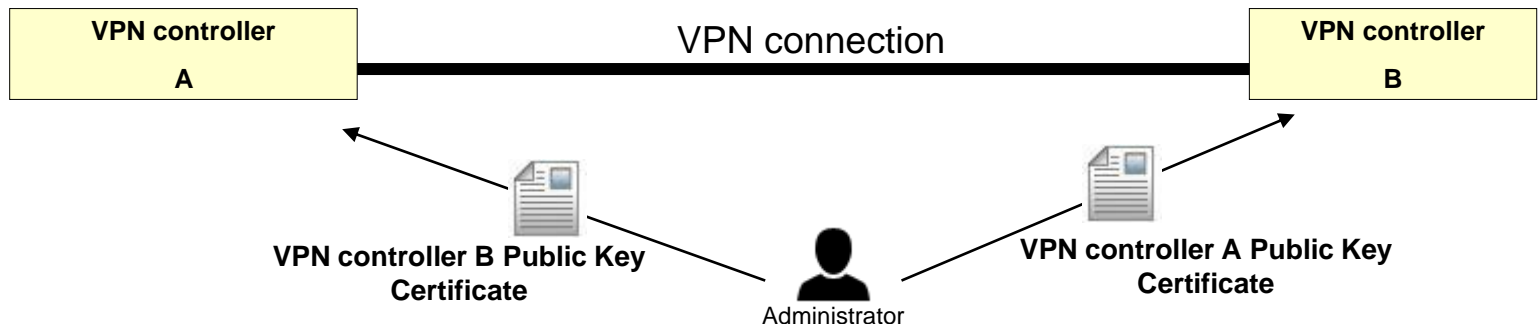 VPN controller
A
VPN connection
VPN controller
B
VPN controller B Public Key
Certificate
VPN controller A Public Key
Certificate
Administrator